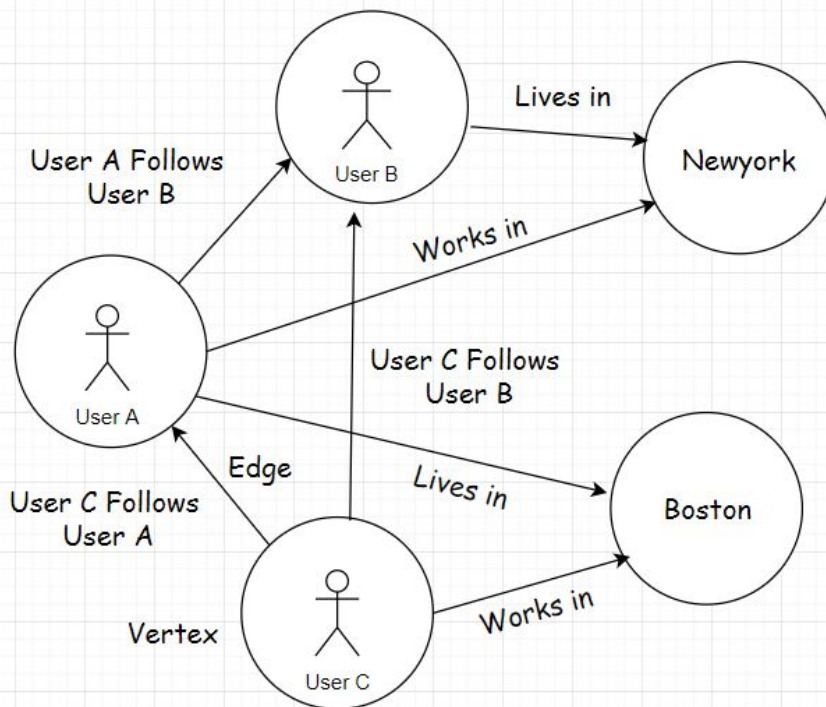 Lives in
User A Follows
User B
User B
Newyork
Works in
User A
User C Follows
User B
Edge
Lives in
User C Follows
User A
Boston
Works in
Vertex
User C